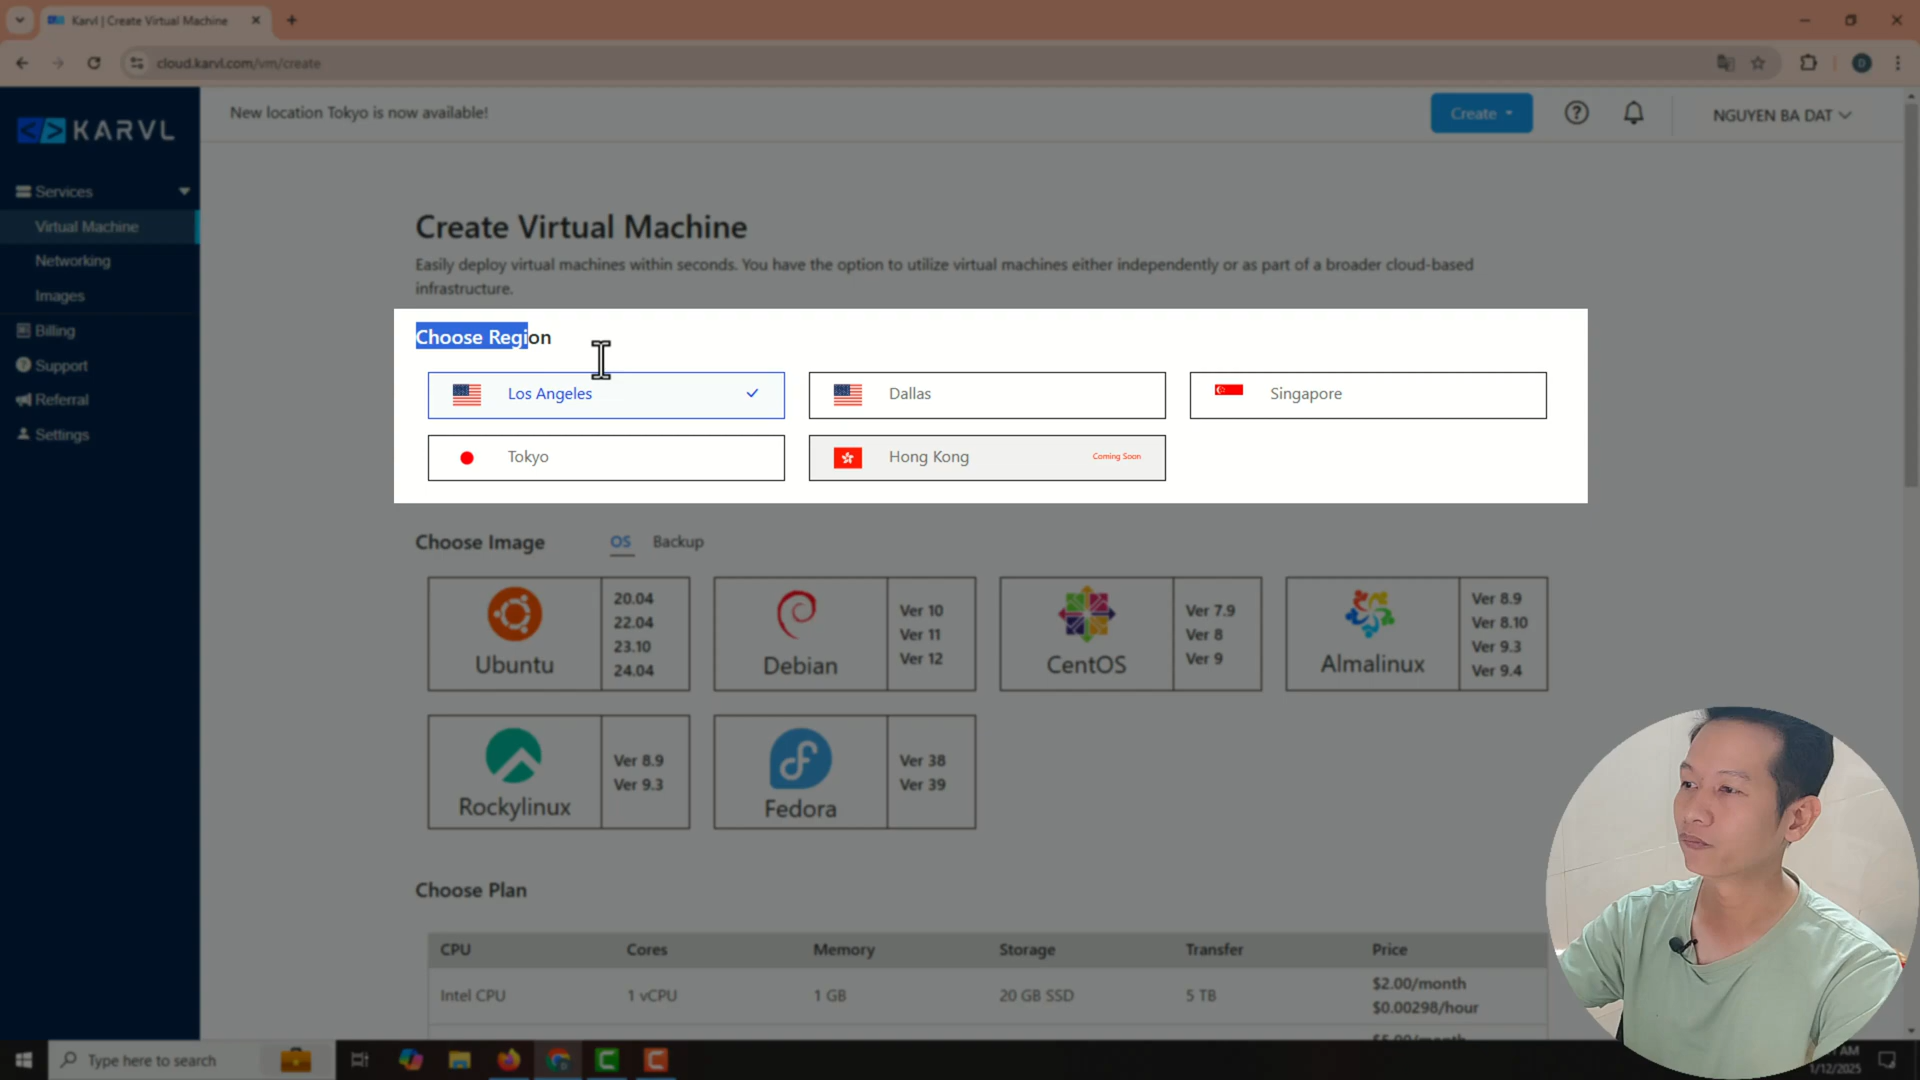 Karvl | Create Virtual Machine
cloud.karvl.com/vm/create
KARVL
New location Tokyo is now available!
Create
NGUYEN BA DAT
Services
Virtual Machine
Networking
Images
Billing
Support
Referral
Settings
Create Virtual Machine
Easily deploy virtual machines within seconds. You have the option to utilize virtual machines either independently or as part of a broader cloud-based
infrastructure.
Choose Region
Los Angeles
Dallas
Singapore
Tokyo
Hong Kong
Coming Soon
Choose Image
OS
Backup
Ubuntu
20.04
22.04
23.10
24.04
Debian
Ver 10
Ver 11
Ver 12
CentOS
Ver 7.9
Ver 8
Ver 9
Almalinux
Ver 8.9
Ver 8.10
Ver 9.3
Ver 9.4
Rockylinux
Ver 8.9
Ver 9.3
Fedora
Ver 38
Ver 39
Choose Plan
CPU Cores Memory Storage Transfer Price
Intel CPU 1 vCPU 1 GB 20 GB SSD 5 TB $2.00/month
$0.00298/hour
Type here to search
AM
1/12/2025